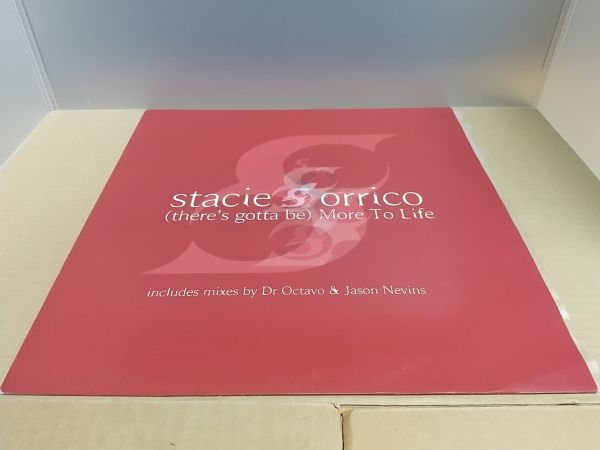 stacie S orrico
(there's gotta be) More To Life
includes mixes by Dr Octavo & Jason Nevins